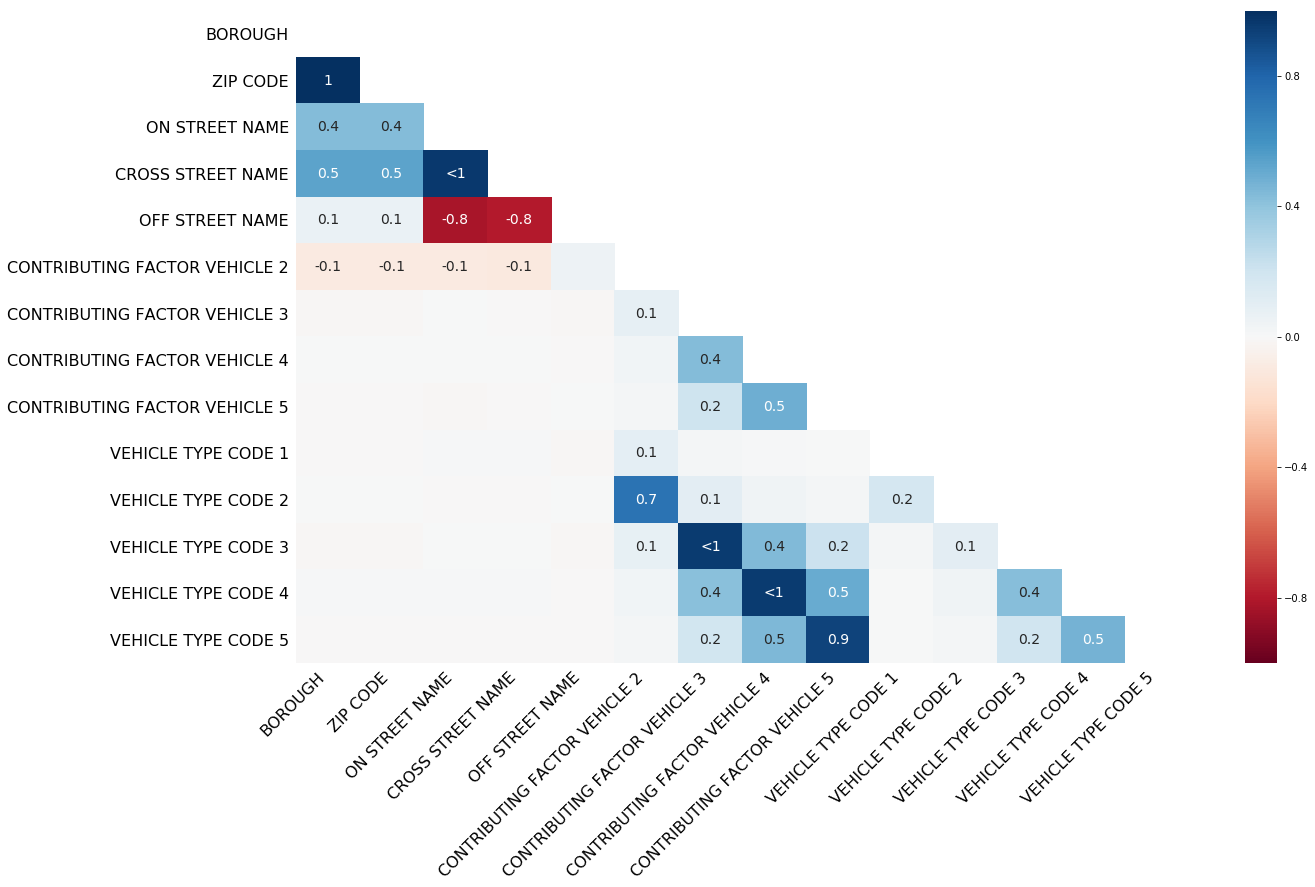 BOROUGH
ZIP CODE 1
ON STREET NAME 0.4 0.4
CROSS STREET NAME 0.5 0.5 <1
OFF STREET NAME 0.1 0.1 -0.8 -0.8
CONTRIBUTING FACTOR VEHICLE 2 -0.1 -0.1 -0.1 -0.1
CONTRIBUTING FACTOR VEHICLE 3 0.1
CONTRIBUTING FACTOR VEHICLE 4 0.4
CONTRIBUTING FACTOR VEHICLE 5 0.2 0.5
VEHICLE TYPE CODE 1 0.1
VEHICLE TYPE CODE 2 0.7 0.1 0.2
VEHICLE TYPE CODE 3 0.1 <1 0.4 0.2 0.1
VEHICLE TYPE CODE 4 0.4 <1 0.5 0.4
VEHICLE TYPE CODE 5 0.2 0.5 0.9 0.2 0.5
BOROUGH
ZIP CODE
ON STREET NAME
CROSS STREET NAME
OFF STREET NAME
CONTRIBUTING FACTOR VEHICLE 2
CONTRIBUTING FACTOR VEHICLE 3
CONTRIBUTING FACTOR VEHICLE 4
CONTRIBUTING FACTOR VEHICLE 5
VEHICLE TYPE CODE 1
VEHICLE TYPE CODE 2
VEHICLE TYPE CODE 3
VEHICLE TYPE CODE 4
VEHICLE TYPE CODE 5
0.8
0.4
0.0
−0.4
−0.8